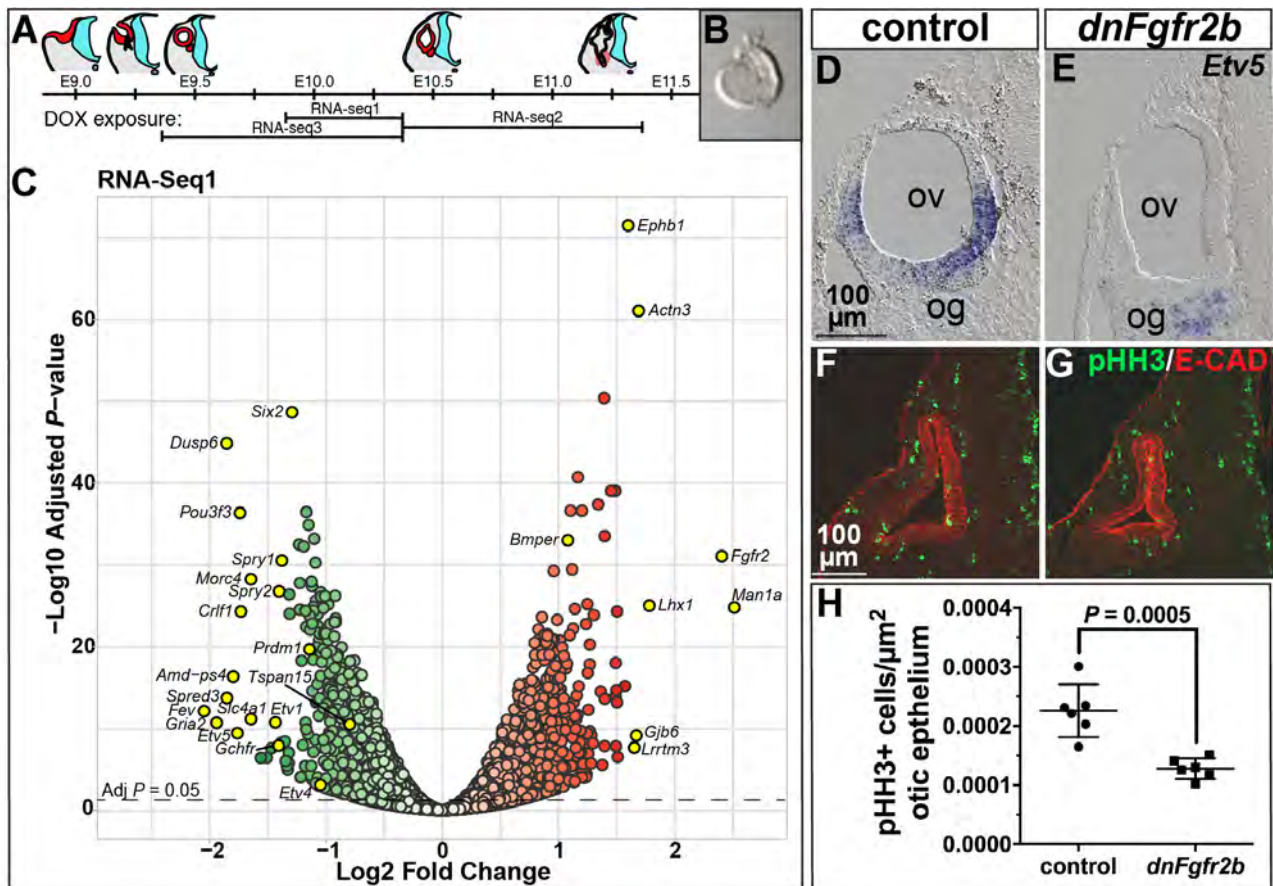 A
E9.0
E9.5
E10.0
E10.5
E11.0
E11.5
DOX exposure:
RNA-seq1
RNA-seq3
RNA-seq2
B
C
RNA-Seq1
−Log10 Adjusted P-value
60
40
20
0
Ephb1
Actn3
Six2
Dusp6
Pou3f3
Spry1
Morc4
Spry2
Crlf1
Bmper
Fgfr2
Man1a
Lhx1
Prdm1
Tspan15
Amd-ps4
Spred3
Slc4a1
Etv1
Fev
Gria2
Etv5
Gchfr
Etv4
Gjb6
Lrrtm3
Adj P = 0.05
−2
−1
0
1
2
Log2 Fold Change
control
dnFgfr2b
D
ov
og
100
µm
E
Etv5
ov
og
F
100
µm
G
pHH3/E-CAD
H
pHH3+ cells/µm2
otic ephelium
0.0004
0.0003
0.0002
0.0001
0.0000
P = 0.0005
control
dnFgfr2b